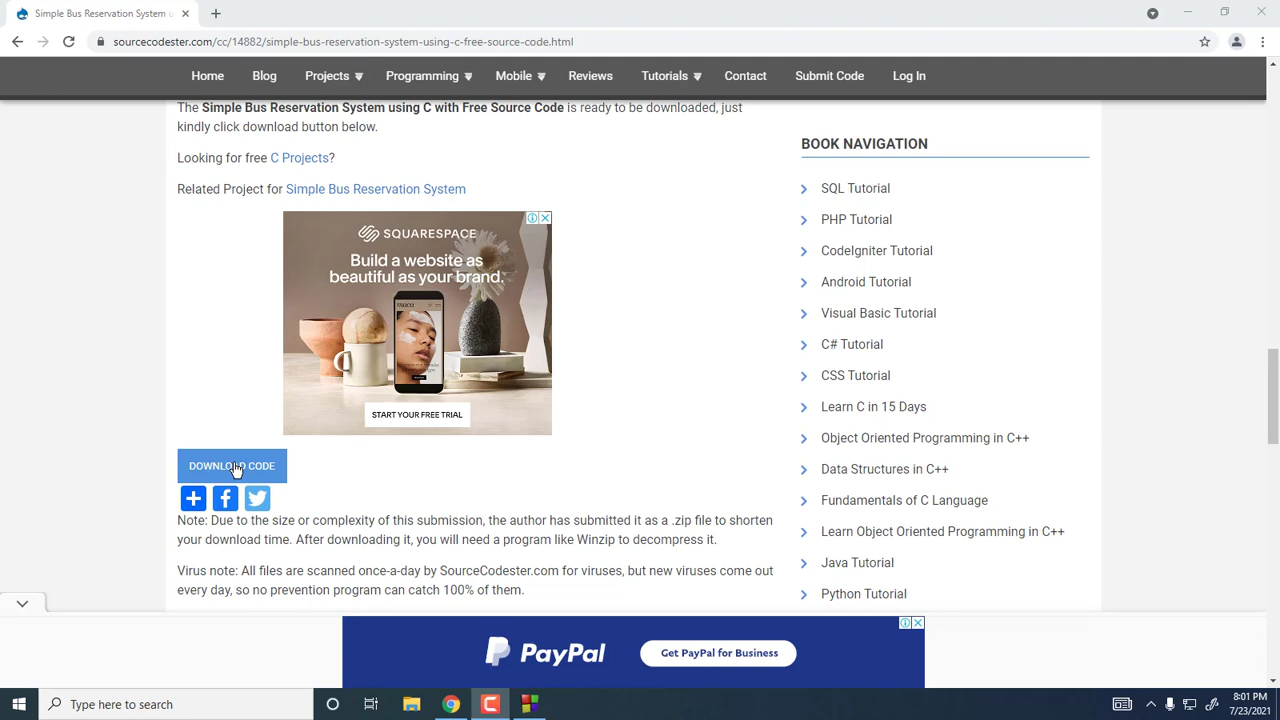 Simple Bus Reservation System u
sourcecodester.com/cc/14882/simple-bus-reservation-system-using-c-free-source-code.html
Home Blog Projects Programming Mobile Reviews Tutorials Contact Submit Code Log In
The Simple Bus Reservation System using C with Free Source Code is ready to be downloaded, just
kindly click download button below.
Looking for free C Projects?
Related Project for Simple Bus Reservation System
SQUARESPACE
Build a website as
beautiful as your brand.
START YOUR FREE TRIAL
DOWNLOAD CODE
Note: Due to the size or complexity of this submission, the author has submitted it as a .zip file to shorten
your download time. After downloading it, you will need a program like Winzip to decompress it.
Virus note: All files are scanned once-a-day by SourceCodester.com for viruses, but new viruses come out
every day, so no prevention program can catch 100% of them.
BOOK NAVIGATION
SQL Tutorial
PHP Tutorial
CodeIgniter Tutorial
Android Tutorial
Visual Basic Tutorial
C# Tutorial
CSS Tutorial
Learn C in 15 Days
Object Oriented Programming in C++
Data Structures in C++
Fundamentals of C Language
Learn Object Oriented Programming in C++
Java Tutorial
Python Tutorial
PayPal
Get PayPal for Business
Type here to search
8:01 PM
7/23/2021